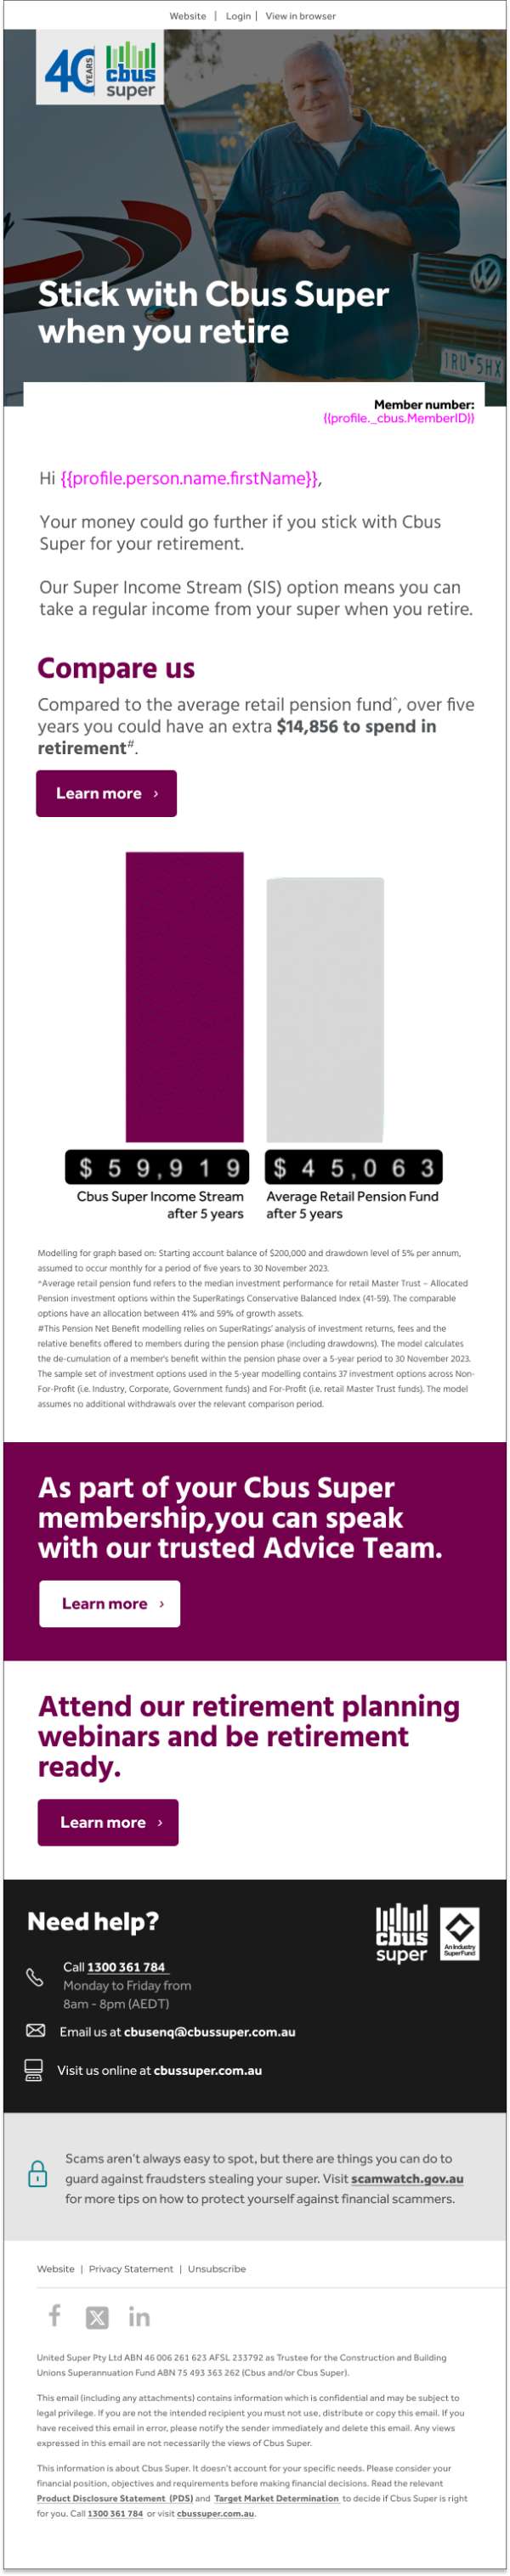 Website | Login | View in browser
40 YEARS
cbus
super
Stick with Cbus Super
when you retire
1RU·5HX
Member number:
{{profile._cbus.MemberID}}
Hi {{profile.person.name.firstName}},
Your money could go further if you stick with Cbus
Super for your retirement.
Our Super Income Stream (SIS) option means you can
take a regular income from your super when you retire.
Compare us
Compared to the average retail pension fund^, over five
years you could have an extra $14,856 to spend in
retirement#.
Learn more ›
$ 5 9 , 9 1 9
$ 4 5 , 0 6 3
Cbus Super Income Stream
after 5 years
Average Retail Pension Fund
after 5 years
Modelling for graph based on: Starting account balance of $200,000 and drawdown level of 5% per annum,
assumed to occur monthly for a period of five years to 30 November 2023.
^Average retail pension fund refers to the median investment performance for retail Master Trust – Allocated
Pension investment options within the SuperRatings Conservative Balanced Index (41-59). The comparable
options have an allocation between 41% and 59% of growth assets.
#This Pension Net Benefit modelling relies on SuperRatings' analysis of investment returns, fees and the
relative benefits offered to members during the pension phase (including drawdowns). The model calculates
the de-cumulation of a member's benefit within the pension phase over a 5-year period to 30 November 2023.
The sample set of investment options used in the 5-year modelling contains 37 investment options across Non-
For-Profit (i.e. Industry, Corporate, Government funds) and For-Profit (i.e. retail Master Trust funds). The model
assumes no additional withdrawals over the relevant comparison period.
As part of your Cbus Super
membership,you can speak
with our trusted Advice Team.
Learn more ›
Attend our retirement planning
webinars and be retirement
ready.
Learn more ›
Need help?
cbus
super
An Industry
SuperFund
Call 1300 361 784
Monday to Friday from
8am - 8pm (AEDT)
Email us at cbusenq@cbussuper.com.au
Visit us online at cbussuper.com.au
Scams aren't always easy to spot, but there are things you can do to
guard against fraudsters stealing your super. Visit scamwatch.gov.au
for more tips on how to protect yourself against financial scammers.
Website | Privacy Statement | Unsubscribe
United Super Pty Ltd ABN 46 006 261 623 AFSL 233792 as Trustee for the Construction and Building
Unions Superannuation Fund ABN 75 493 363 262 (Cbus and/or Cbus Super).
This email (including any attachments) contains information which is confidential and may be subject to
legal privilege. If you are not the intended recipient you must not use, distribute or copy this email. If you
have received this email in error, please notify the sender immediately and delete this email. Any views
expressed in this email are not necessarily the views of Cbus Super.
This information is about Cbus Super. It doesn't account for your specific needs. Please consider your
financial position, objectives and requirements before making financial decisions. Read the relevant
Product Disclosure Statement (PDS) and Target Market Determination to decide if Cbus Super is right
for you. Call 1300 361 784 or visit cbussuper.com.au.